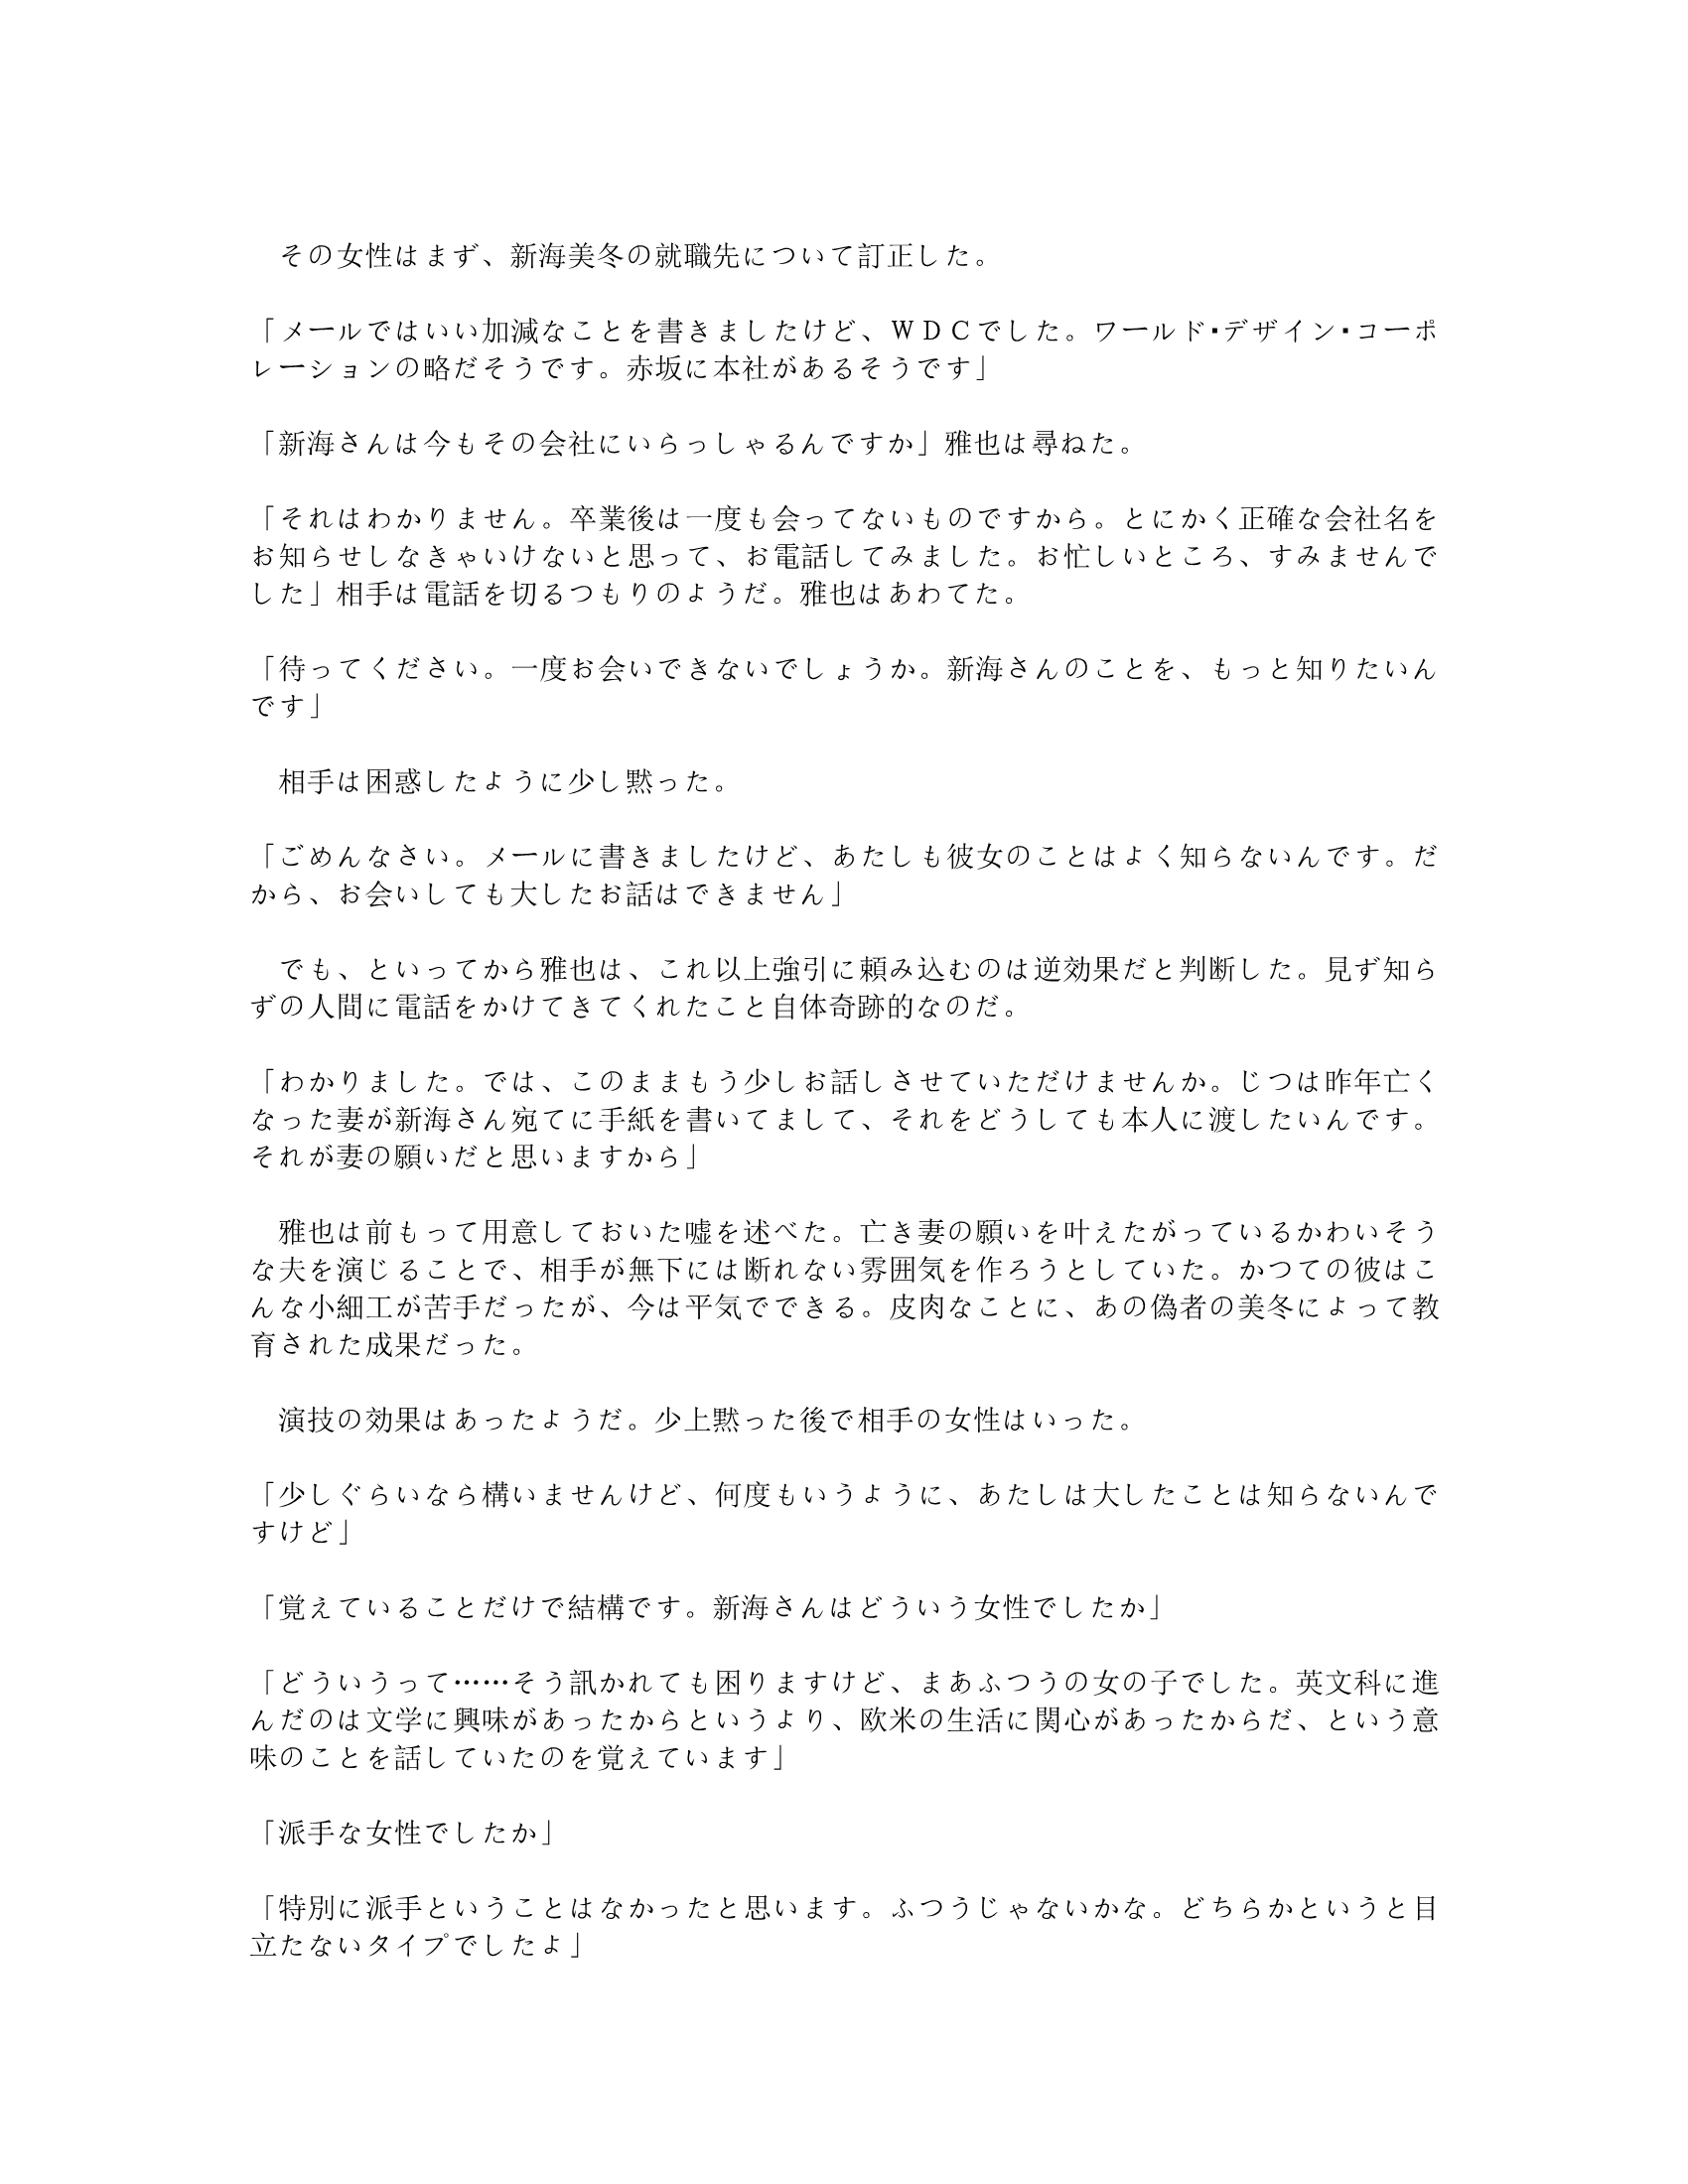 その女性はまず、新海美冬の就職先について訂正した。
「メールではいい加減なことを書きましたけど、ＷＤＣでした。ワールド・デザイン・コーポ
レーションの略だそうです。赤坂に本社があるそうです」
「新海さんは今もその会社にいらっしゃるんですか」雅也は尋ねた。
「それはわかりません。卒業後は一度も会ってないものですから。とにかく正確な会社名を
お知らせしなきゃいけないと思って、お電話してみました。お忙しいところ、すみませんで
した」相手は電話を切るつもりのようだ。雅也はあわてた。
「待ってください。一度お会いできないでしょうか。新海さんのことを、もっと知りたいん
です」
　相手は困惑したように少し黙った。
「ごめんなさい。メールに書きましたけど、あたしも彼女のことはよく知らないんです。だ
から、お会いしても大したお話はできません」
　でも、といってから雅也は、これ以上強引に頼み込むのは逆効果だと判断した。見ず知ら
ずの人間に電話をかけてきてくれたこと自体奇跡的なのだ。
「わかりました。では、このままもう少しお話しさせていただけませんか。じつは昨年亡く
なった妻が新海さん宛てに手紙を書いてまして、それをどうしても本人に渡したいんです。
それが妻の願いだと思いますから」
　雅也は前もって用意しておいた嘘を述べた。亡き妻の願いを叶えたがっているかわいそう
な夫を演じることで、相手が無下には断れない雰囲気を作ろうとしていた。かつての彼はこ
んな小細工が苦手だったが、今は平気でできる。皮肉なことに、あの偽者の美冬によって教
育された成果だった。
　演技の効果はあったようだ。少上黙った後で相手の女性はいった。
「少しぐらいなら構いませんけど、何度もいうように、あたしは大したことは知らないんで
すけど」
「覚えていることだけで結構です。新海さんはどういう女性でしたか」
「どういうって……そう訊かれても困りますけど、まあふつうの女の子でした。英文科に進
んだのは文学に興味があったからというより、欧米の生活に関心があったからだ、という意
味のことを話していたのを覚えています」
「派手な女性でしたか」
「特別に派手ということはなかったと思います。ふつうじゃないかな。どちらかというと目
立たないタイプでしたよ」